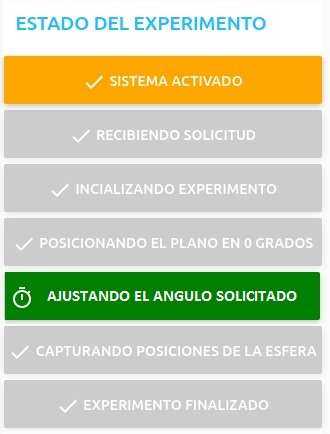 ESTADO DEL EXPERIMENTO
SISTEMA ACTIVADO
RECIBIENDO SOLICITUD
INCIALIZANDO EXPERIMENTO
POSICIONANDO EL PLANO EN 0 GRADOS
AJUSTANDO EL ANGULO SOLICITADO
CAPTURANDO POSICIONES DE LA ESFERA
EXPERIMENTO FINALIZADO